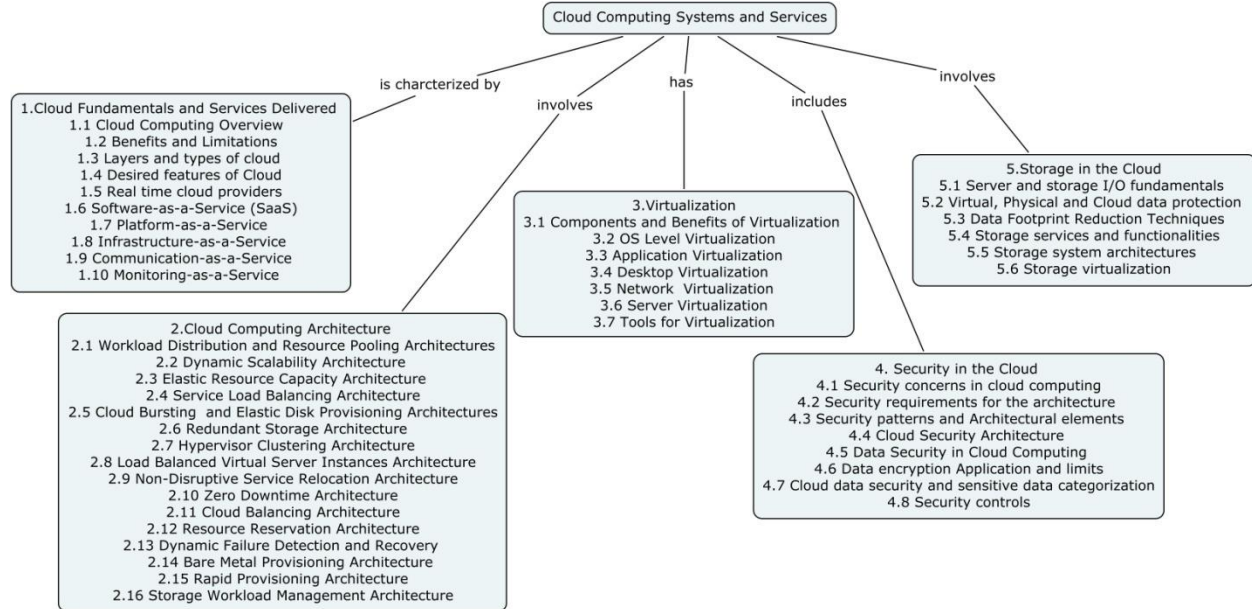 Cloud Computing Systems and Services
is charcterized by
involves
has
includes
involves
1.Cloud Fundamentals and Services Delivered
1.1 Cloud Computing Overview
1.2 Benefits and Limitations
1.3 Layers and types of cloud
1.4 Desired features of Cloud
1.5 Real time cloud providers
1.6 Software-as-a-Service (SaaS)
1.7 Platform-as-a-Service
1.8 Infrastructure-as-a-Service
1.9 Communication-as-a-Service
1.10 Monitoring-as-a-Service
2.Cloud Computing Architecture
2.1 Workload Distribution and Resource Pooling Architectures
2.2 Dynamic Scalability Architecture
2.3 Elastic Resource Capacity Architecture
2.4 Service Load Balancing Architecture
2.5 Cloud Bursting and Elastic Disk Provisioning Architectures
2.6 Redundant Storage Architecture
2.7 Hypervisor Clustering Architecture
2.8 Load Balanced Virtual Server Instances Architecture
2.9 Non-Disruptive Service Relocation Architecture
2.10 Zero Downtime Architecture
2.11 Cloud Balancing Architecture
2.12 Resource Reservation Architecture
2.13 Dynamic Failure Detection and Recovery
2.14 Bare Metal Provisioning Architecture
2.15 Rapid Provisioning Architecture
2.16 Storage Workload Management Architecture
3.Virtualization
3.1 Components and Benefits of Virtualization
3.2 OS Level Virtualization
3.3 Application Virtualization
3.4 Desktop Virtualization
3.5 Network Virtualization
3.6 Server Virtualization
3.7 Tools for Virtualization
4. Security in the Cloud
4.1 Security concerns in cloud computing
4.2 Security requirements for the architecture
4.3 Security patterns and Architectural elements
4.4 Cloud Security Architecture
4.5 Data Security in Cloud Computing
4.6 Data encryption Application and limits
4.7 Cloud data security and sensitive data categorization
4.8 Security controls
5.Storage in the Cloud
5.1 Server and storage I/O fundamentals
5.2 Virtual, Physical and Cloud data protection
5.3 Data Footprint Reduction Techniques
5.4 Storage services and functionalities
5.5 Storage system architectures
5.6 Storage virtualization